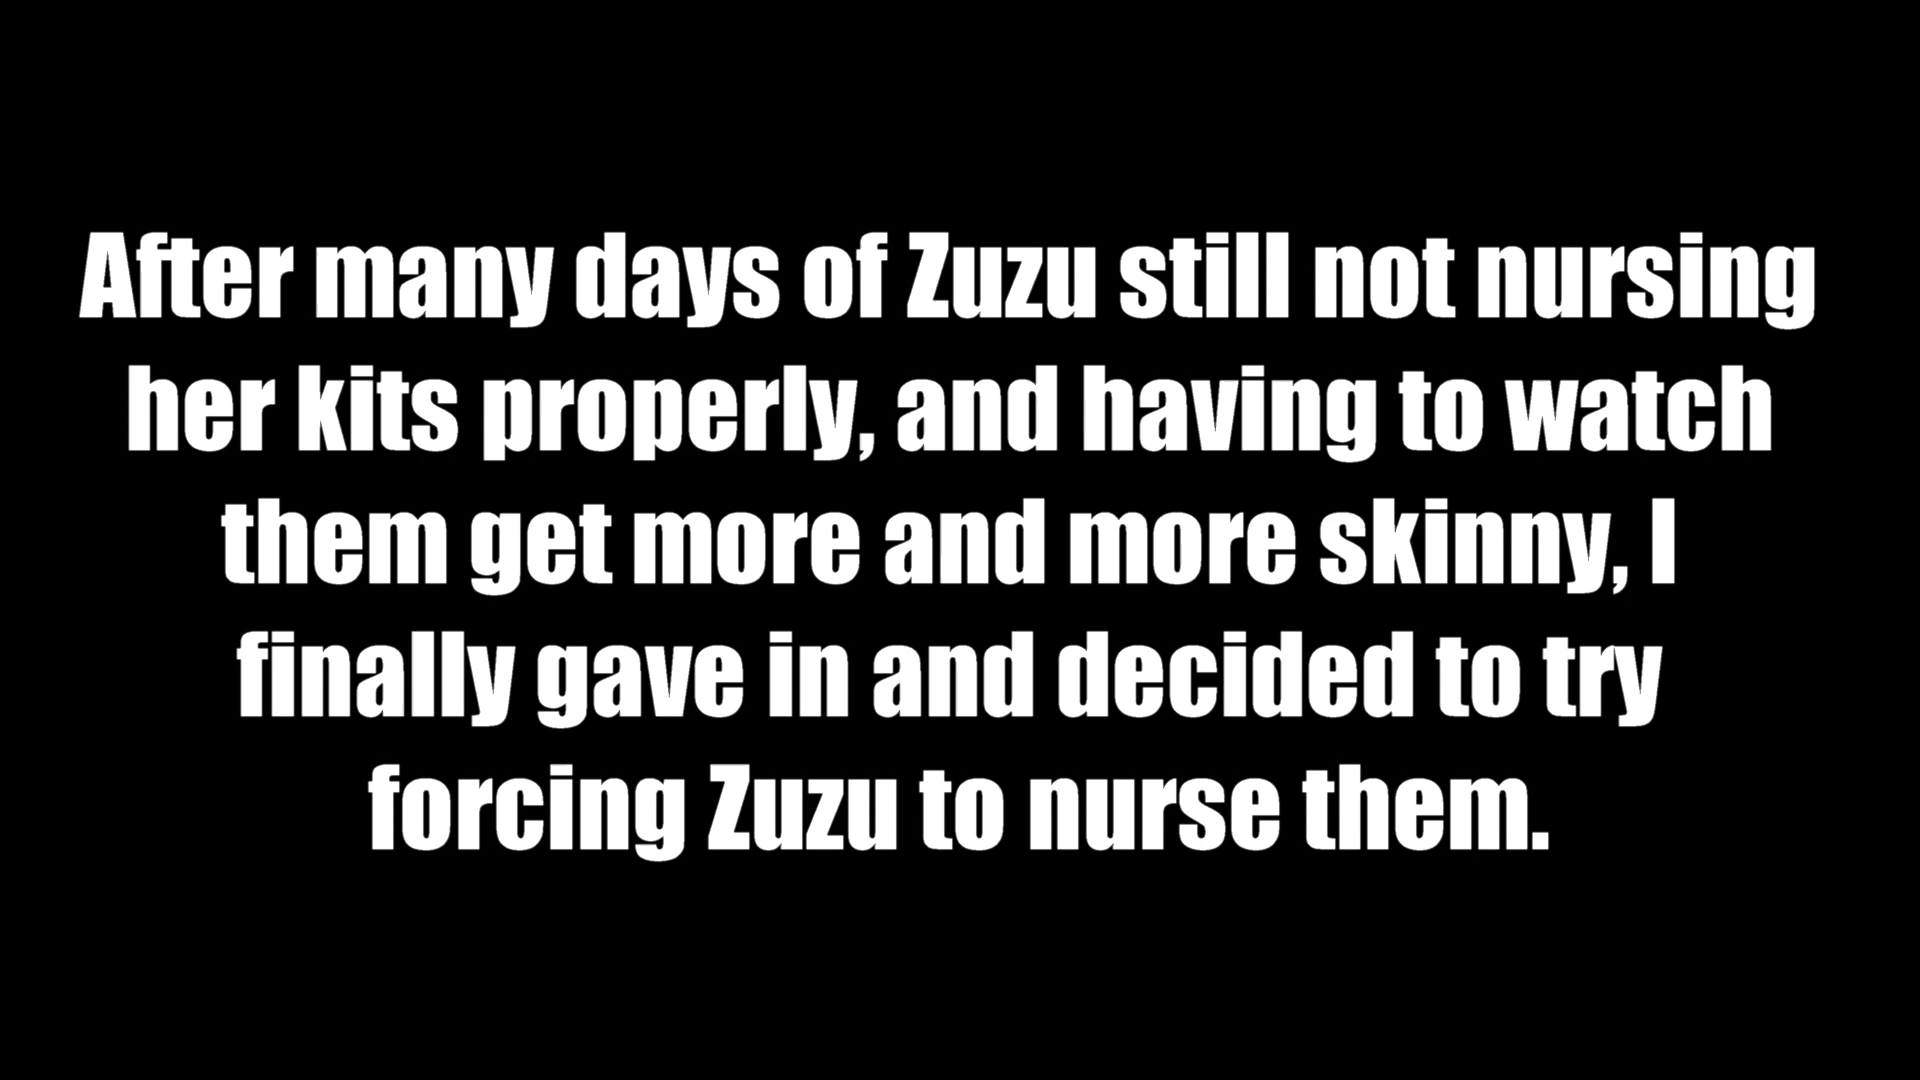 After many days of Zuzu still not nursing
her kits properly, and having to watch
them get more and more skinny, I
finally gave in and decided to try
forcing Zuzu to nurse them.